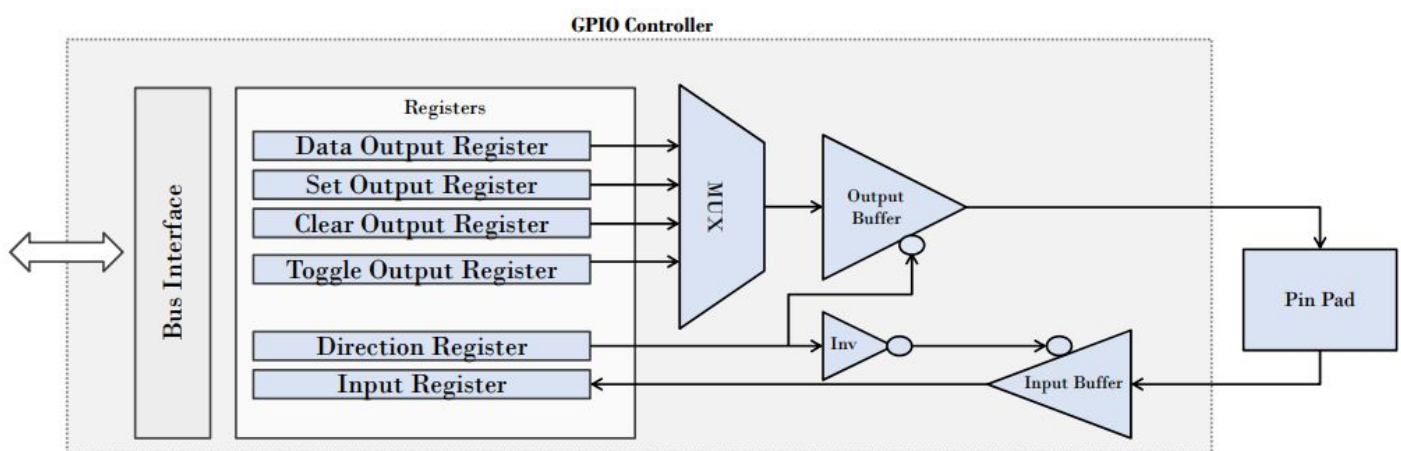 GPIO Controller
Bus Interface
Registers
Data Output Register
Set Output Register
Clear Output Register
Toggle Output Register
Direction Register
Input Register
MUX
Output
Buffer
Inv
Input Buffer
Pin Pad